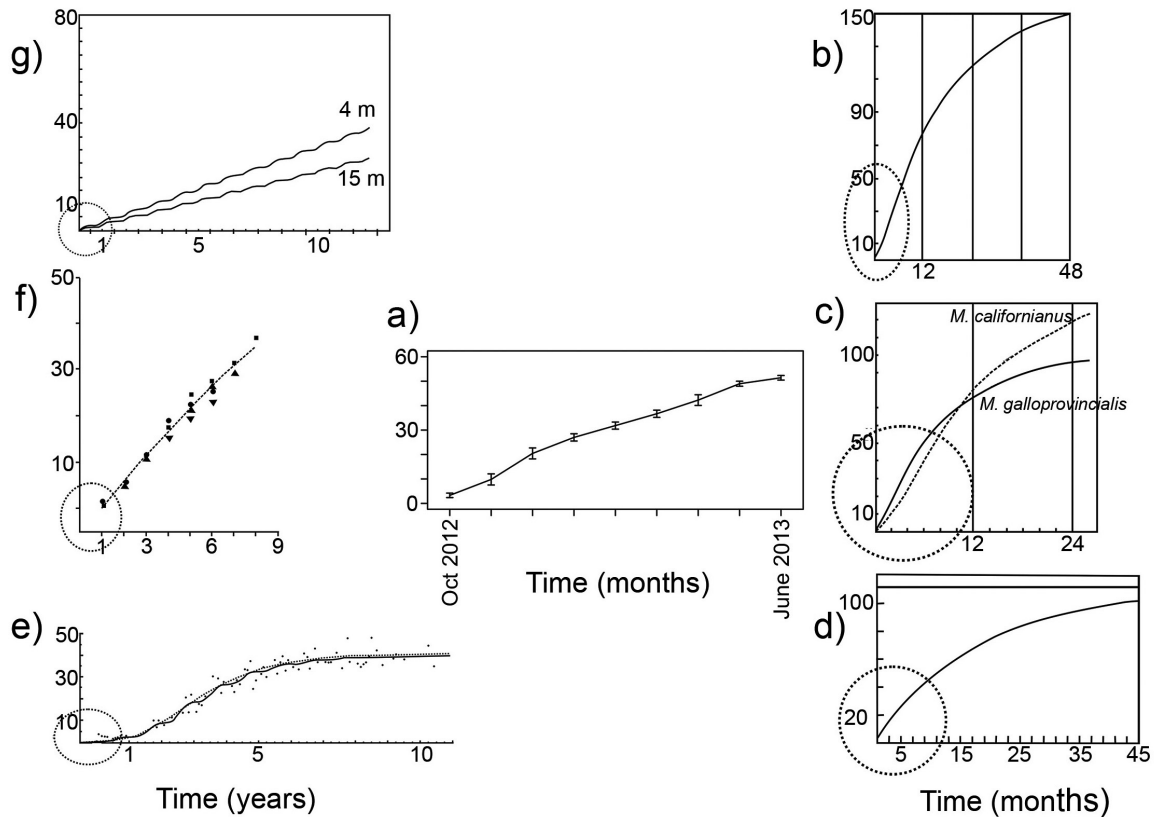 g)
80
40
10
4 m
15 m
1 5 10
f)
50
30
10
1 3 6 9
e)
50
30
10
1 5 10
Time (years)
a)
60
30
0
Oct 2012
June 2013
Time (months)
b)
150
90
50
10
12 48
c)
100
50
10
M. californianus
M. galloprovincialis
12 24
d)
100
20
5 15 25 35 45
Time (months)